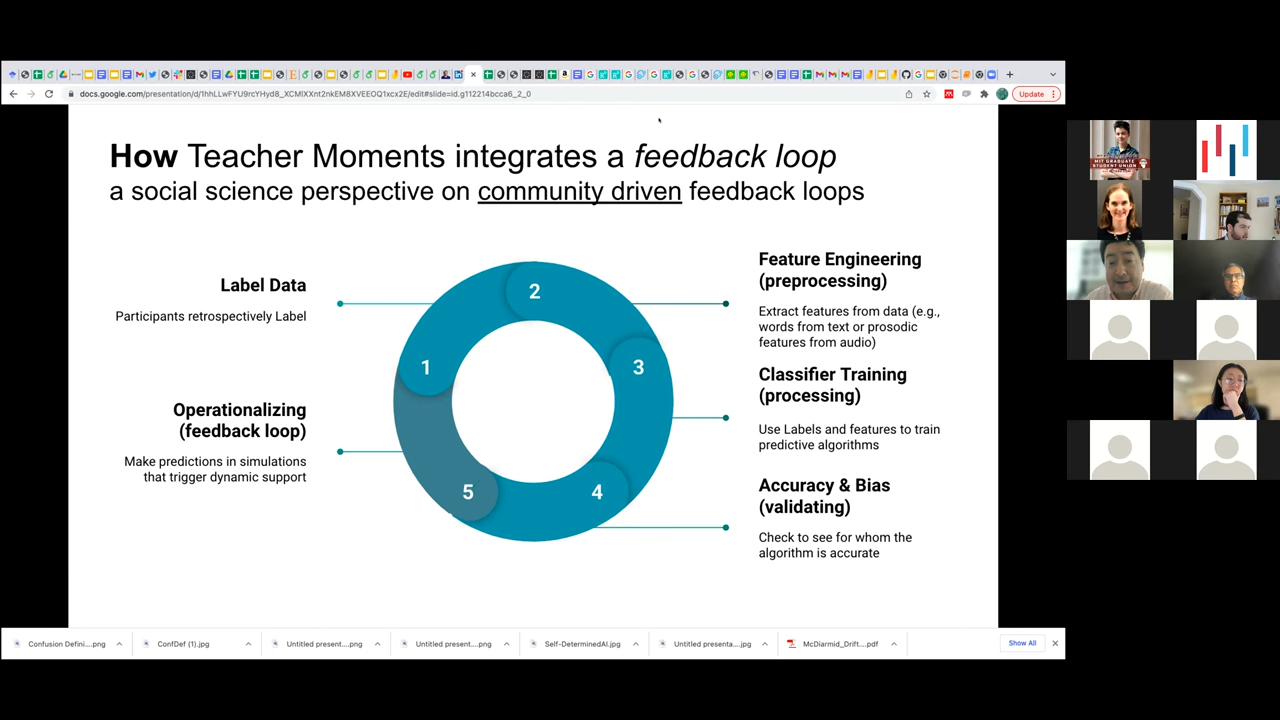 Update
docs.google.com/presentation/d/1hhLLwFYU9rcYHyd8_XCMlXXnt2nkEM8XVEEOQ1xcx2E/edit#slide=id.g112214bcca6_2_0
How Teacher Moments integrates a feedback loop
a social science perspective on community driven feedback loops
Label Data
Participants retrospectively Label
Operationalizing
(feedback loop)
Make predictions in simulations
that trigger dynamic support
1
2
3
4
5
Feature Engineering
(preprocessing)
Extract features from data (e.g.,
words from text or prosodic
features from audio)
Classifier Training
(processing)
Use Labels and features to train
predictive algorithms
Accuracy & Bias
(validating)
Check to see for whom the
algorithm is accurate
MIT GRADUATE
STUDENT UNION
Confusion Defini....png
ConfDef (1).jpg
Untitled present....png
Untitled present....png
Self-DeterminedAI.jpg
Untitled presenta....jpg
McDiarmid_Drift....pdf
Show All